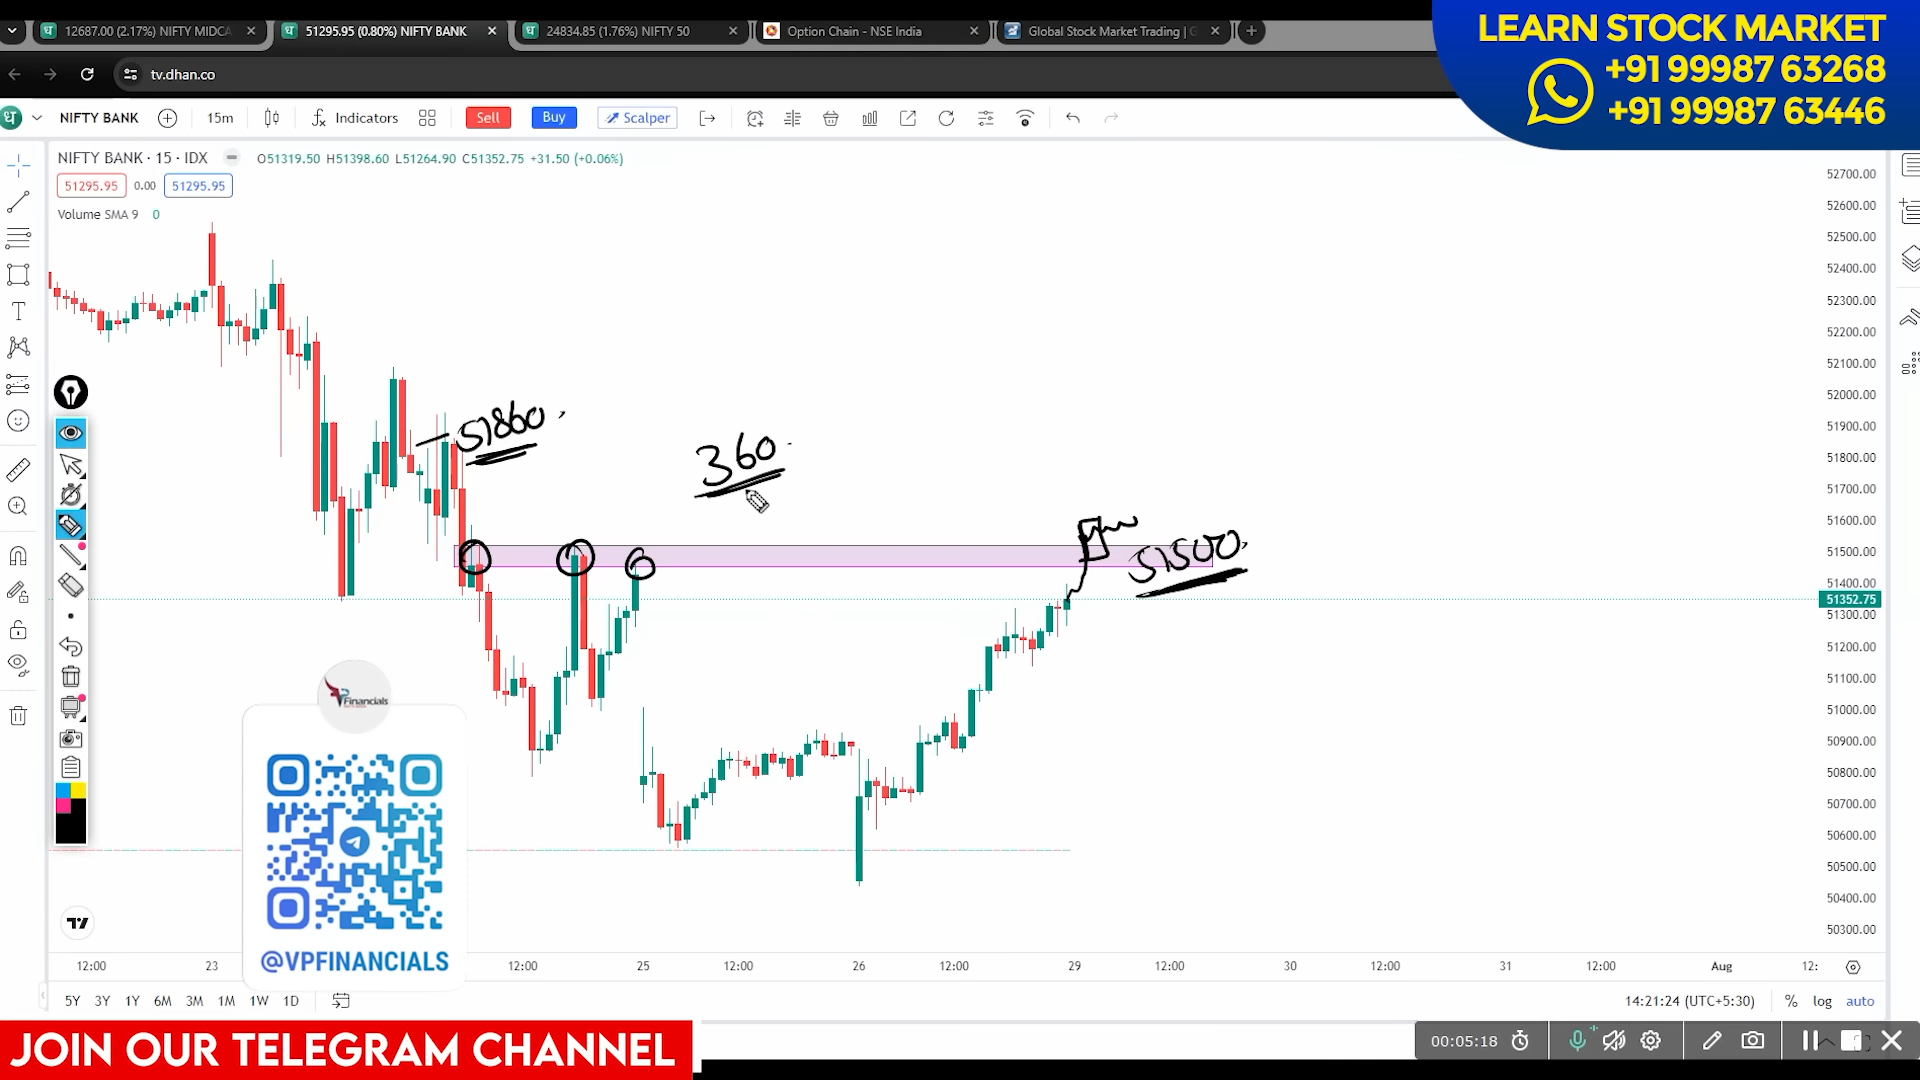 12687.00 (2.17%) NIFTY MIDCA
51295.95 (0.80%) NIFTY BANK
24834.85 (1.76%) NIFTY 50
Option Chain - NSE India
Global Stock Market Trading | G
LEARN STOCK MARKET
+91 99987 63268
+91 99987 63446
tv.dhan.co
NIFTY BANK
15m
Indicators
Sell
Buy
Scalper
NIFTY BANK · 15 · IDX
O51319.50 H51398.60 L51264.90 C51352.75 +31.50 (+0.06%)
51295.95 0.00 51295.95
Volume SMA 9 0
52700.00
52600.00
52500.00
52400.00
52300.00
52200.00
52100.00
52000.00
51900.00
51800.00
51700.00
51600.00
51500.00
51400.00
51352.75
51300.00
51200.00
51100.00
51000.00
50900.00
50800.00
50700.00
50600.00
50500.00
50400.00
50300.00
51860
360
51500
Financials
@VPFINANCIALS
12:00 23 12:00 25 12:00 26 12:00 29 12:00 30 12:00 31 12:00 Aug 12:
5Y 3Y 1Y 6M 3M 1M 1W 1D
14:21:24 (UTC+5:30) % log auto
JOIN OUR TELEGRAM CHANNEL
00:05:18